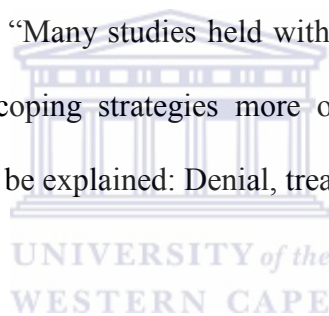 “Many studies held with
coping strategies more o
be explained: Denial, trea
UNIVERSITY of the
WESTERN CAPE